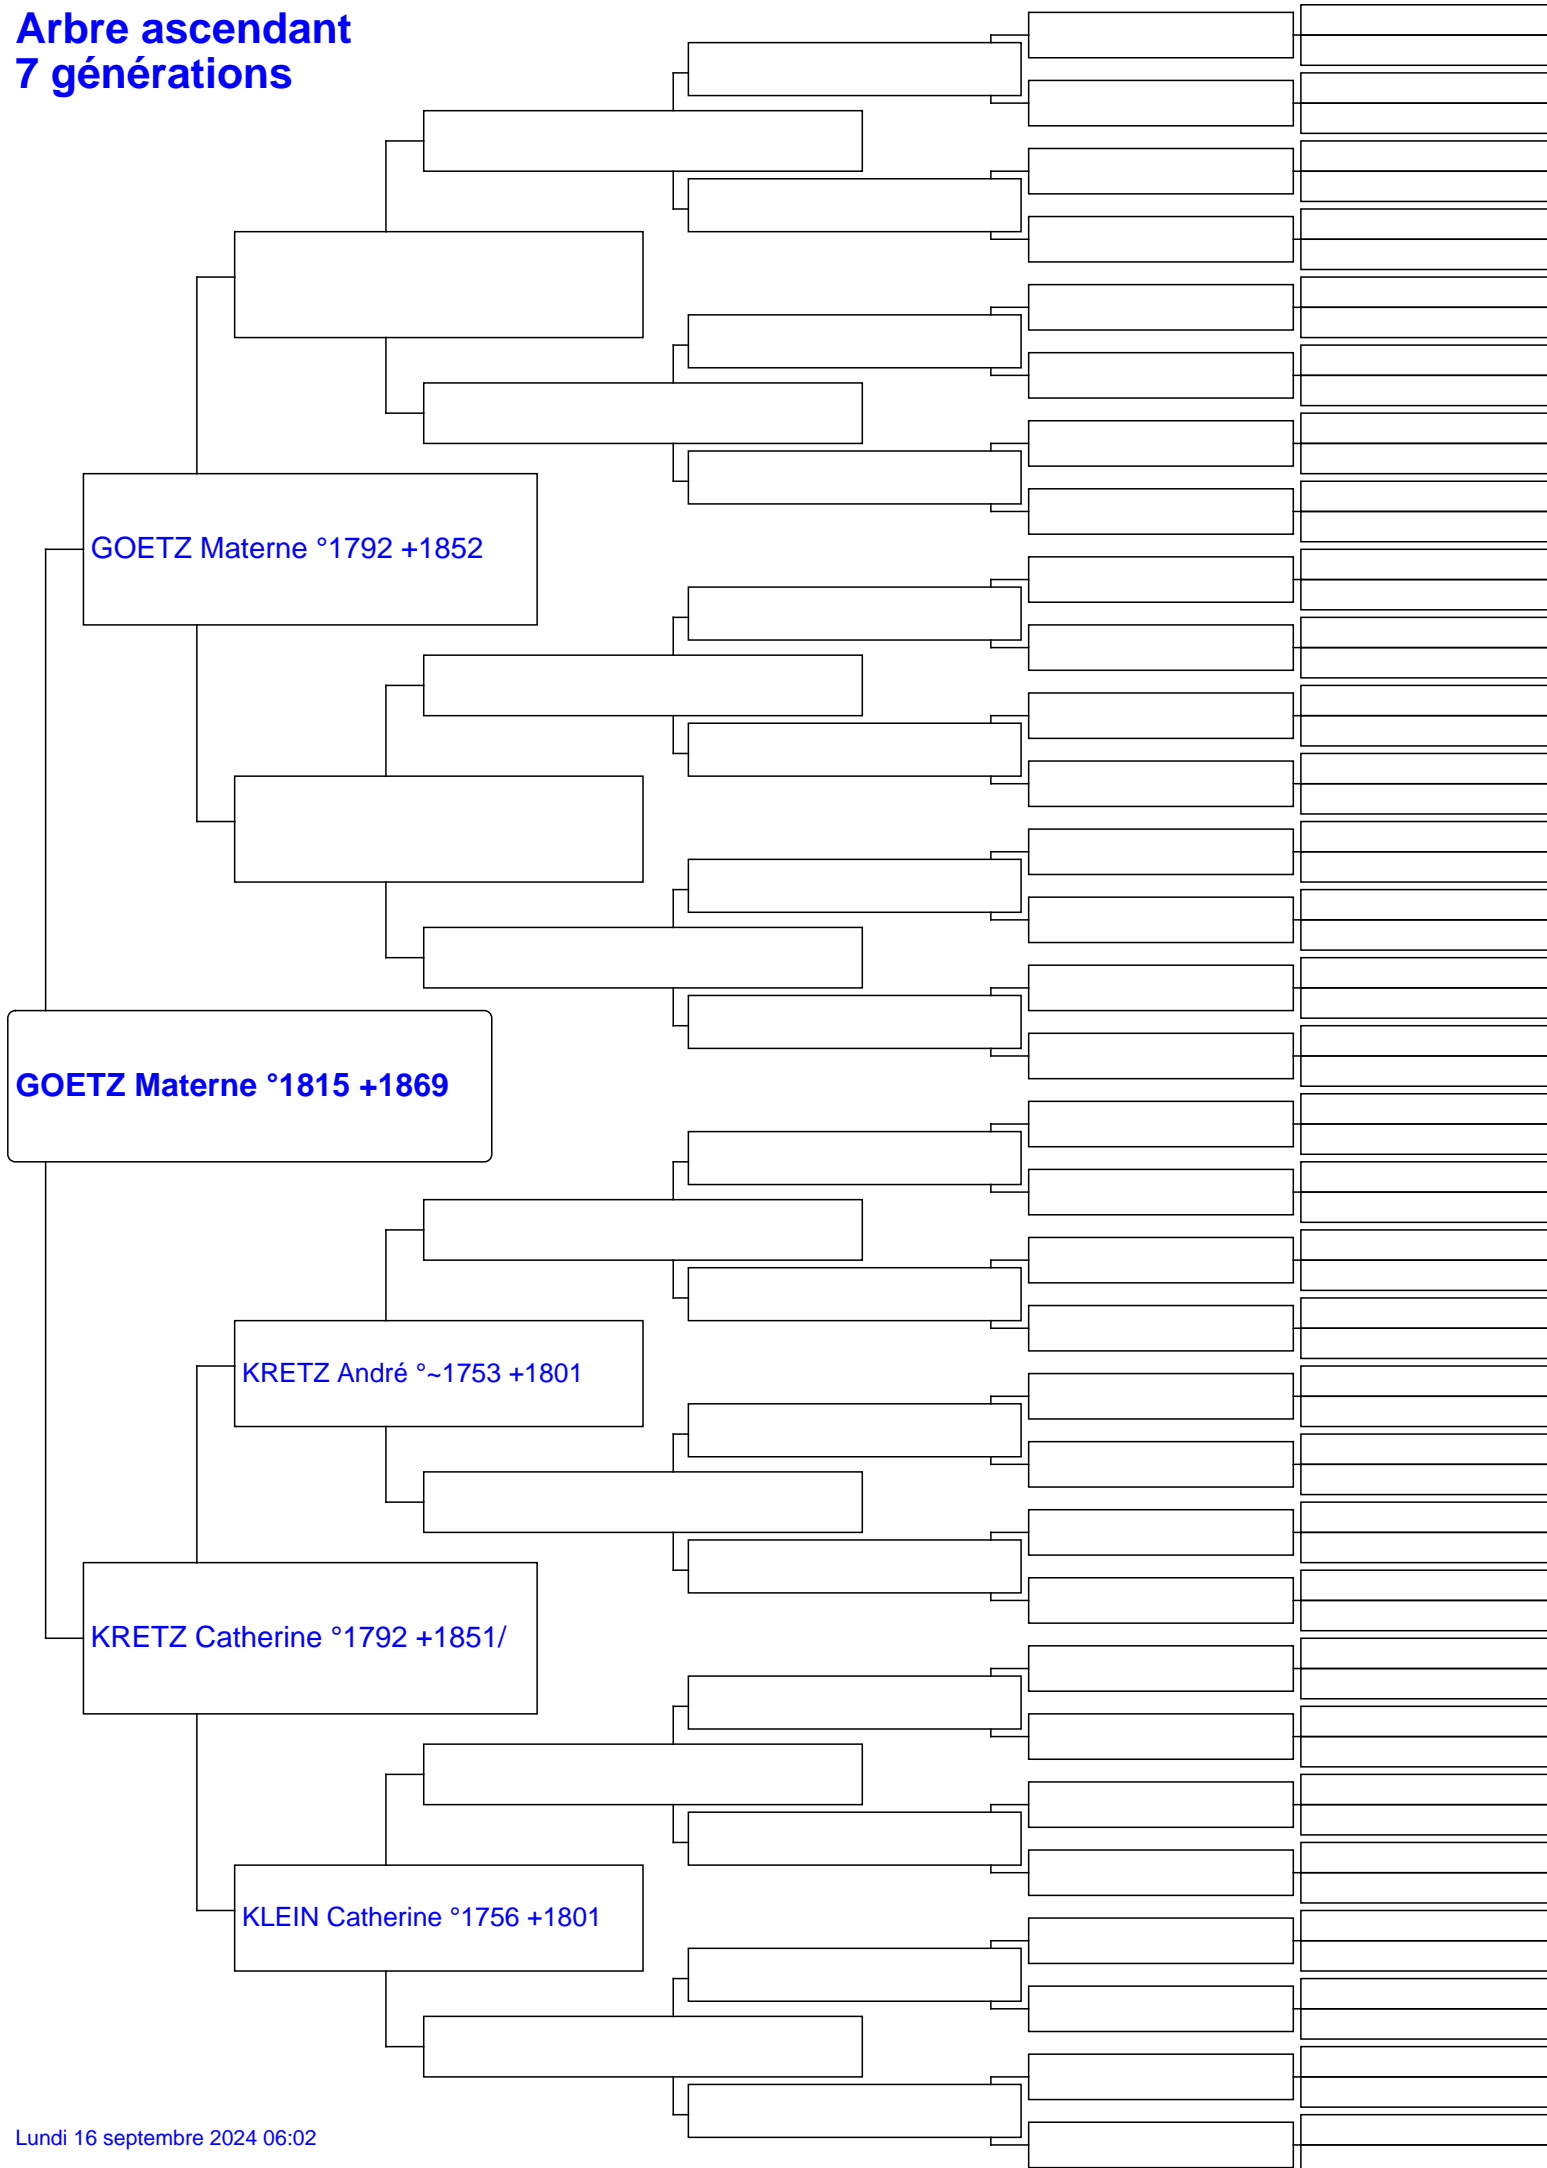 Arbre ascendant
7 générations
GOETZ Materne °1792 +1852
GOETZ Materne °1815 +1869
KRETZ André °~1753 +1801
KRETZ Catherine °1792 +1851/
KLEIN Catherine °1756 +1801
Lundi 16 septembre 2024 06:02